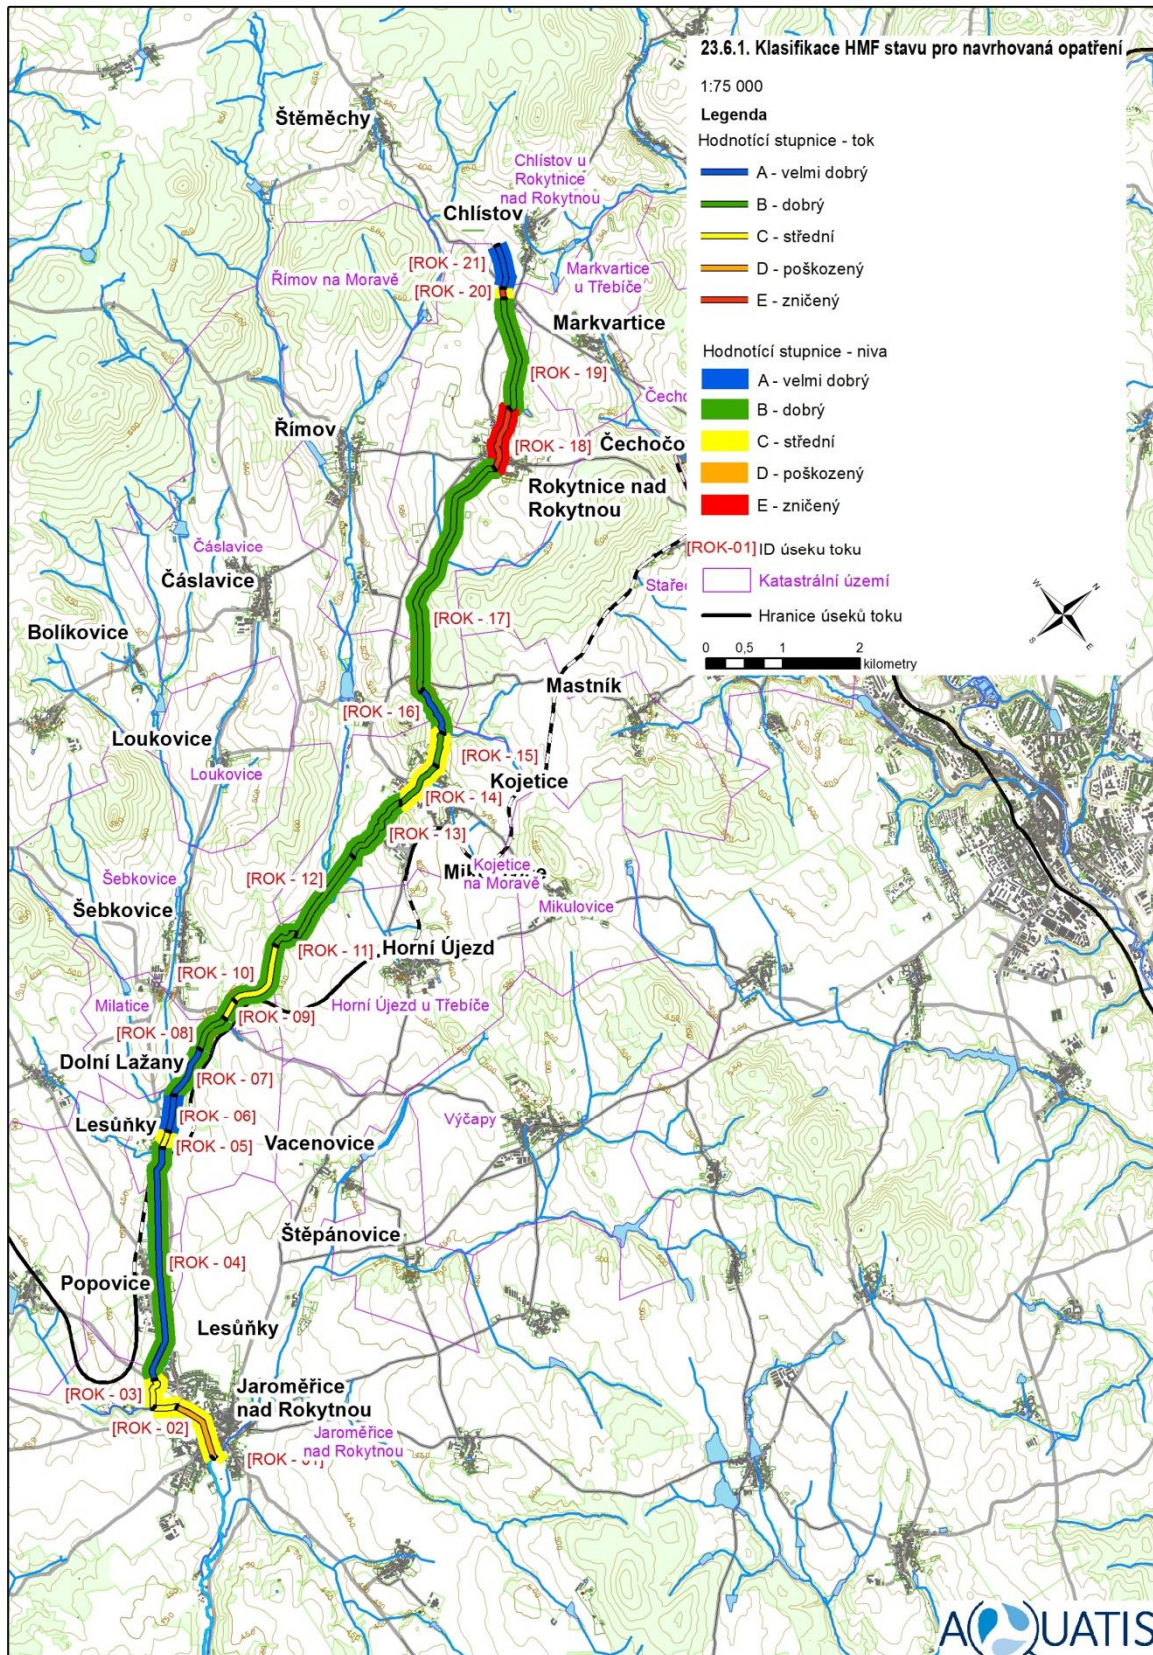 23.6.1. Klasifikace HMF stavu pro navrhovaná opatření
1:75 000
Legenda
Hodnotící stupnice - tok
A - velmi dobrý
B - dobrý
C - střední
D - poškozený
E - zničený
Hodnotící stupnice - niva
A - velmi dobrý
B - dobrý
C - střední
D - poškozený
E - zničený
[ROK-01] ID úseku toku
Katastrální území
Hranice úseků toku
W N
S E
0 0,5 1 2
kilometry
Štěměchy
Chlístov u
Rokytnice
nad Rokytnou
Chlístov
[ROK - 21]
Římov na Moravě
Markvartice
u Třebíče
[ROK - 20]
Markvartice
[ROK - 19]
Římov
[ROK - 18]
Rokytnice nad
Rokytnou
Čáslavice
Čáslavice
[ROK - 17]
Bolíkovice
Mastník
[ROK - 16]
Loukovice
Loukovice
[ROK - 15]
Kojetice
[ROK - 14]
[ROK - 13]
Kojetice
na Moravě
Mikulovice
[ROK - 12]
Šebkovice
Šebkovice
[ROK - 11]
Horní Újezd
[ROK - 10]
Milatice
[ROK - 09]
Horní Újezd u Třebíče
[ROK - 08]
Dolní Lažany
[ROK - 07]
[ROK - 06]
Lesůňky
[ROK - 05]
Vacenovice
Výčapy
Štěpánovice
[ROK - 04]
Popovice
Lesůňky
[ROK - 03]
Jaroměřice
nad Rokytnou
[ROK - 02]
Jaroměřice
nad Rokytnou
AQUATIS